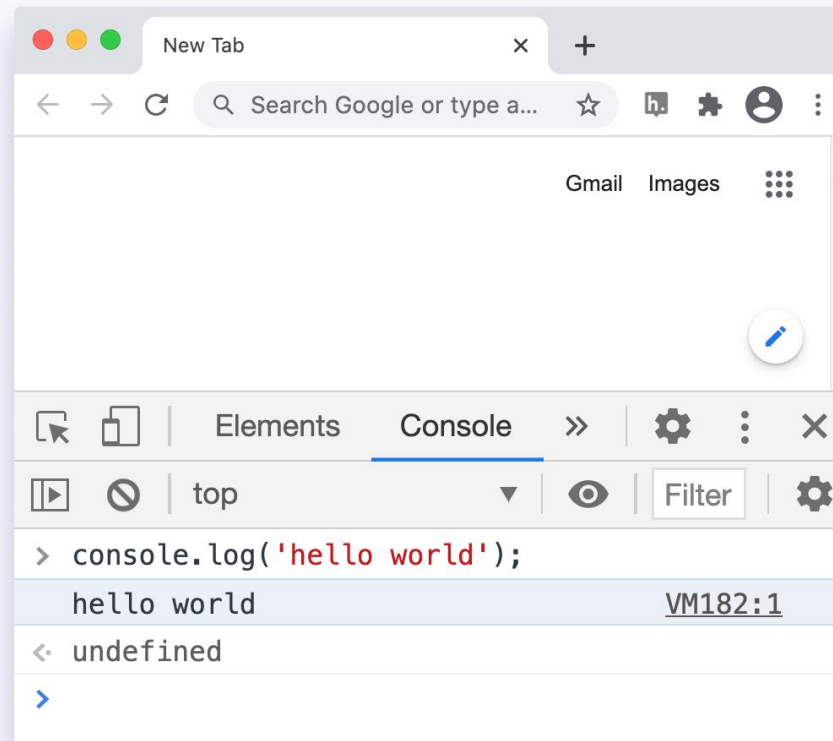 New Tab
Search Google or type a...
h.
Gmail Images
Elements Console
top Filter
> console.log('hello world');
hello world VM182:1
undefined
>